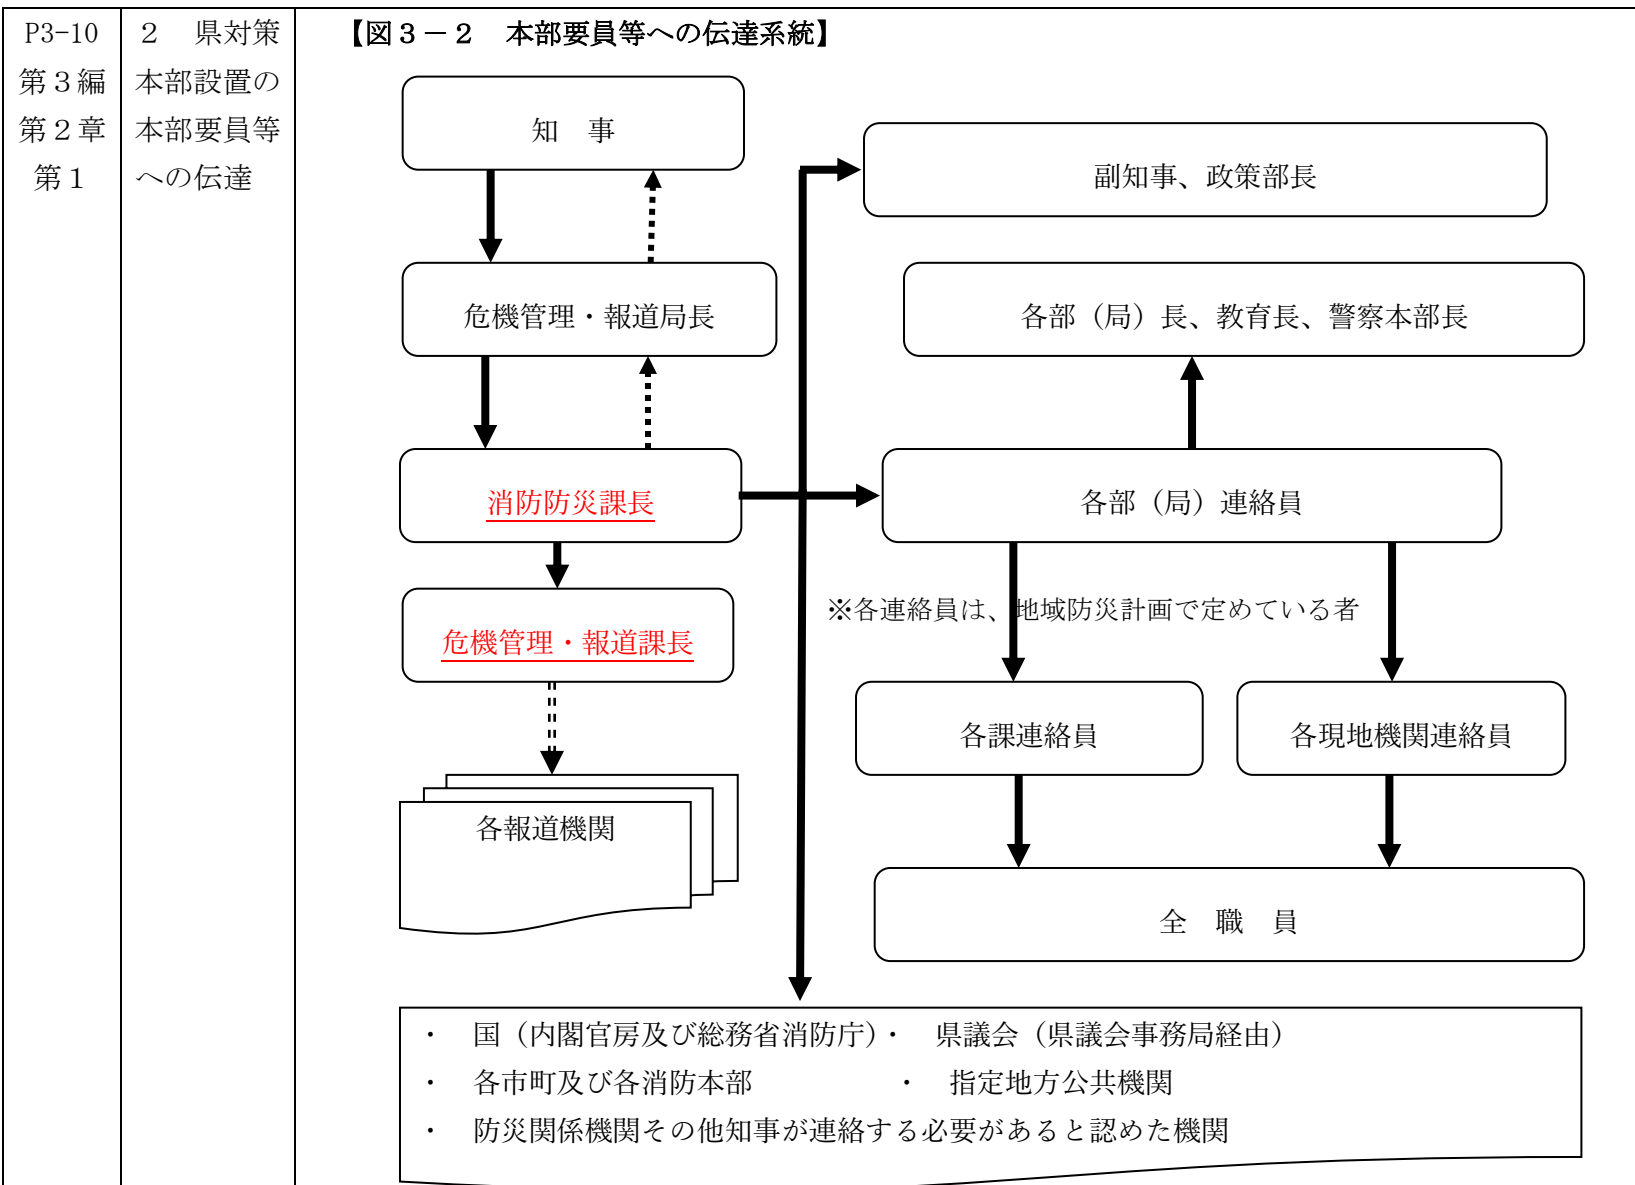 P3-10
第３編
第２章
第１
２　県対策
本部設置の
本部要員等
への伝達
【図３－２　本部要員等への伝達系統】
知　事
副知事、政策部長
危機管理・報道局長
各部（局）長、教育長、警察本部長
消防防災課長
各部（局）連絡員
※各連絡員は、地域防災計画で定めている者
危機管理・報道課長
各課連絡員
各現地機関連絡員
各報道機関
全　職　員
・　国（内閣官房及び総務省消防庁）・　県議会（県議会事務局経由）
・　各市町及び各消防本部　　　　　・　指定地方公共機関
・　防災関係機関その他知事が連絡する必要があると認めた機関